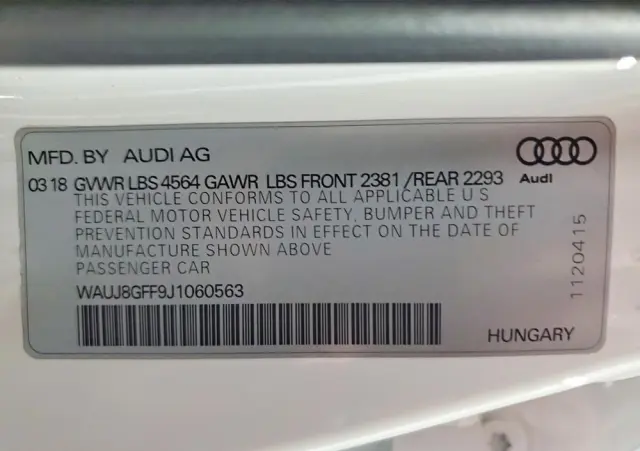 MFD. BY AUDI AG
03 18 GVWR LBS 4564 GAWR LBS FRONT 2381 /REAR 2293
THIS VEHICLE CONFORMS TO ALL APPLICABLE U S
FEDERAL MOTOR VEHICLE SAFETY, BUMPER AND THEFT
PREVENTION STANDARDS IN EFFECT ON THE DATE OF
MANUFACTURE SHOWN ABOVE
PASSENGER CAR
WAUJ8GFF9J1060563
Audi
1120415
HUNGARY